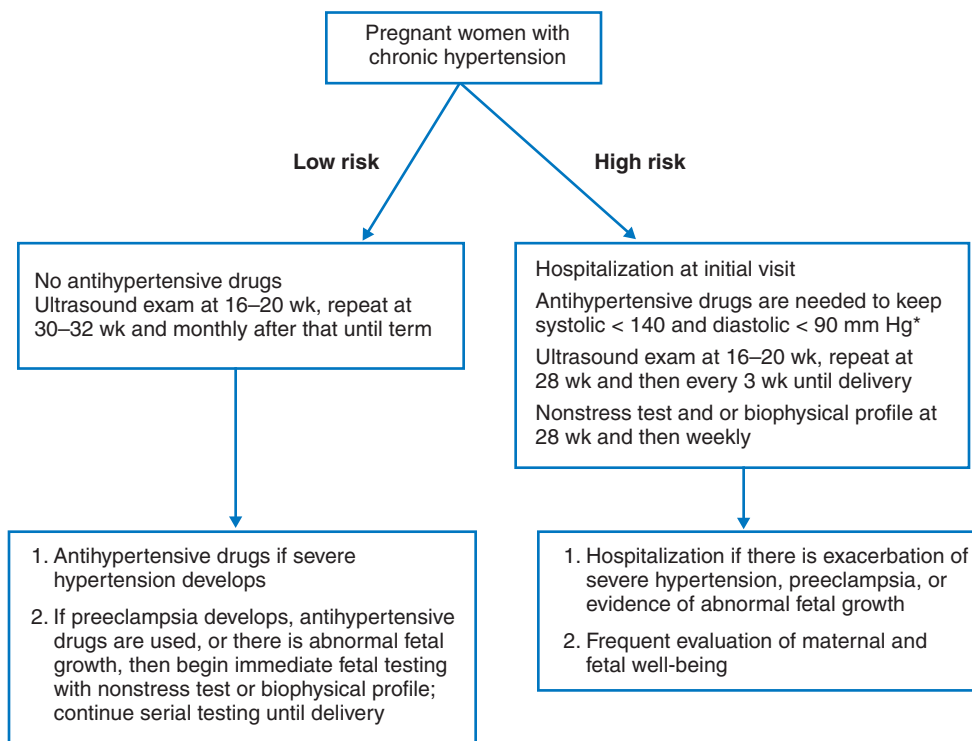 Pregnant women with
chronic hypertension
Low risk
High risk
No antihypertensive drugs
Ultrasound exam at 16–20 wk, repeat at
30–32 wk and monthly after that until term
Hospitalization at initial visit
Antihypertensive drugs are needed to keep
systolic < 140 and diastolic < 90 mm Hg*
Ultrasound exam at 16–20 wk, repeat at
28 wk and then every 3 wk until delivery
Nonstress test and or biophysical profile at
28 wk and then weekly
1. Antihypertensive drugs if severe
hypertension develops
2. If preeclampsia develops, antihypertensive
drugs are used, or there is abnormal fetal
growth, then begin immediate fetal testing
with nonstress test or biophysical profile;
continue serial testing until delivery
1. Hospitalization if there is exacerbation of
severe hypertension, preeclampsia, or
evidence of abnormal fetal growth
2. Frequent evaluation of maternal and
fetal well-being